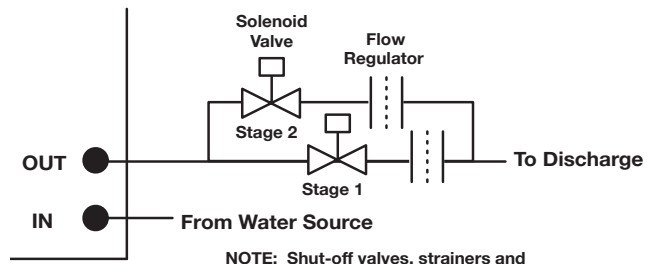 Solenoid
Valve
Flow
Regulator
Stage 2
OUT
To Discharge
Stage 1
IN
From Water Source
NOTE: Shut-off valves, strainers and